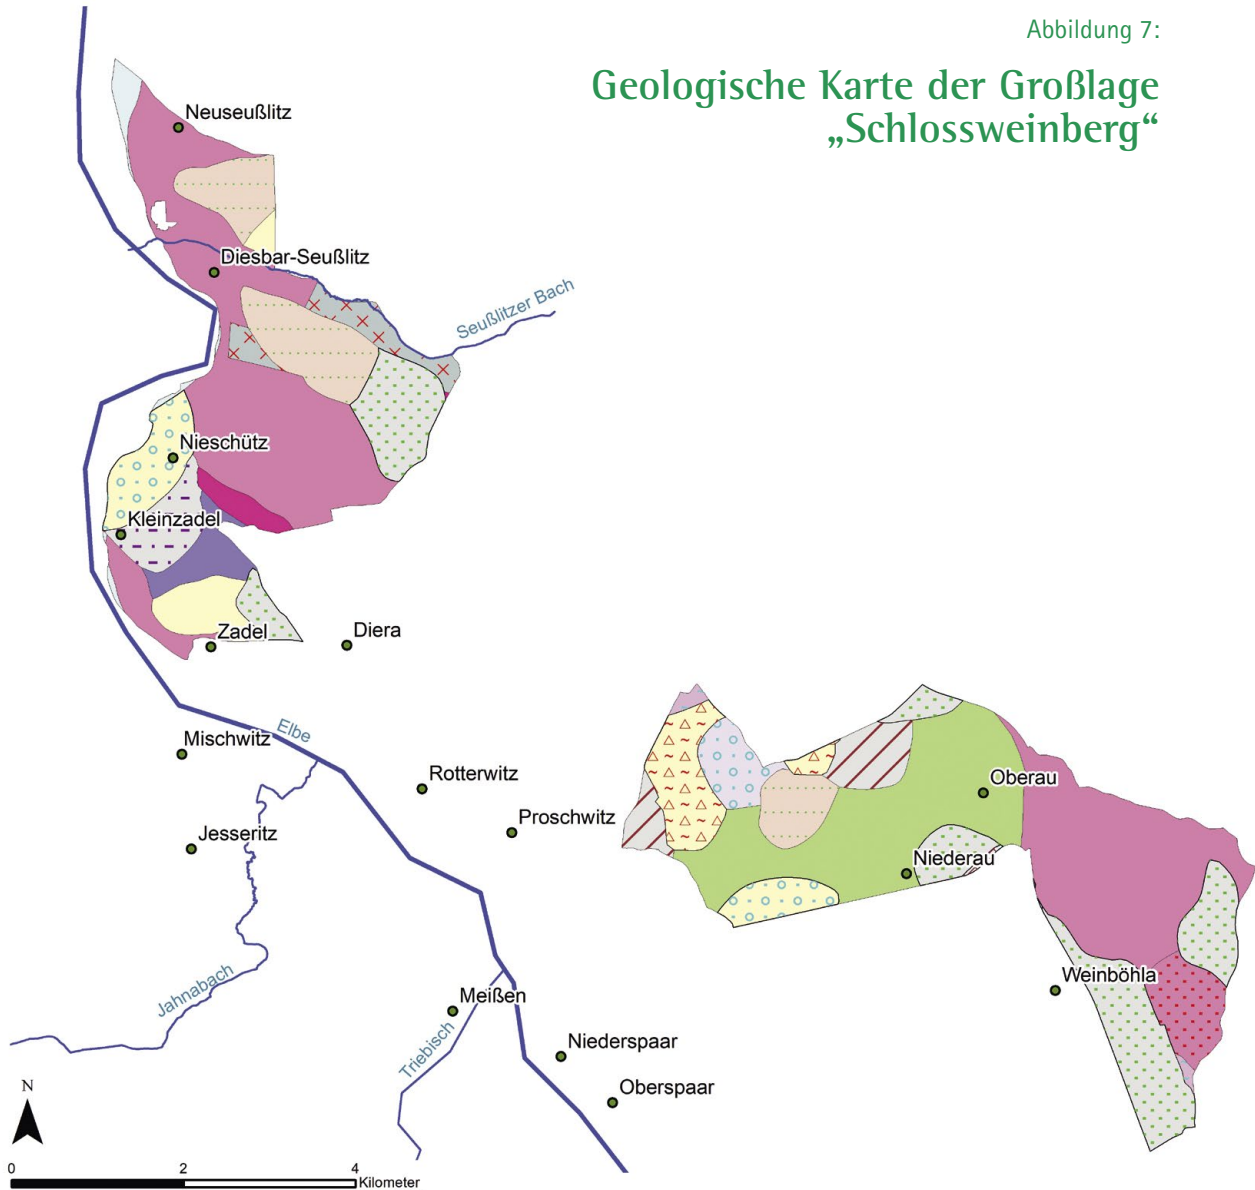 Abbildung 7:
Geologische Karte der Großlage
„Schlossweinberg“
Neuseußlitz
Diesbar-Seußlitz
Seußlitzer Bach
Nieschütz
Kleinzadel
Zadel
Diera
Elbe
Mischwitz
Rotterwitz
Proschwitz
Jesseritz
Oberau
Niederau
Weinböhla
Jahnabach
Meißen
Triebisch
Niederspaar
Oberspaar
N
0 2 4
Kilometer